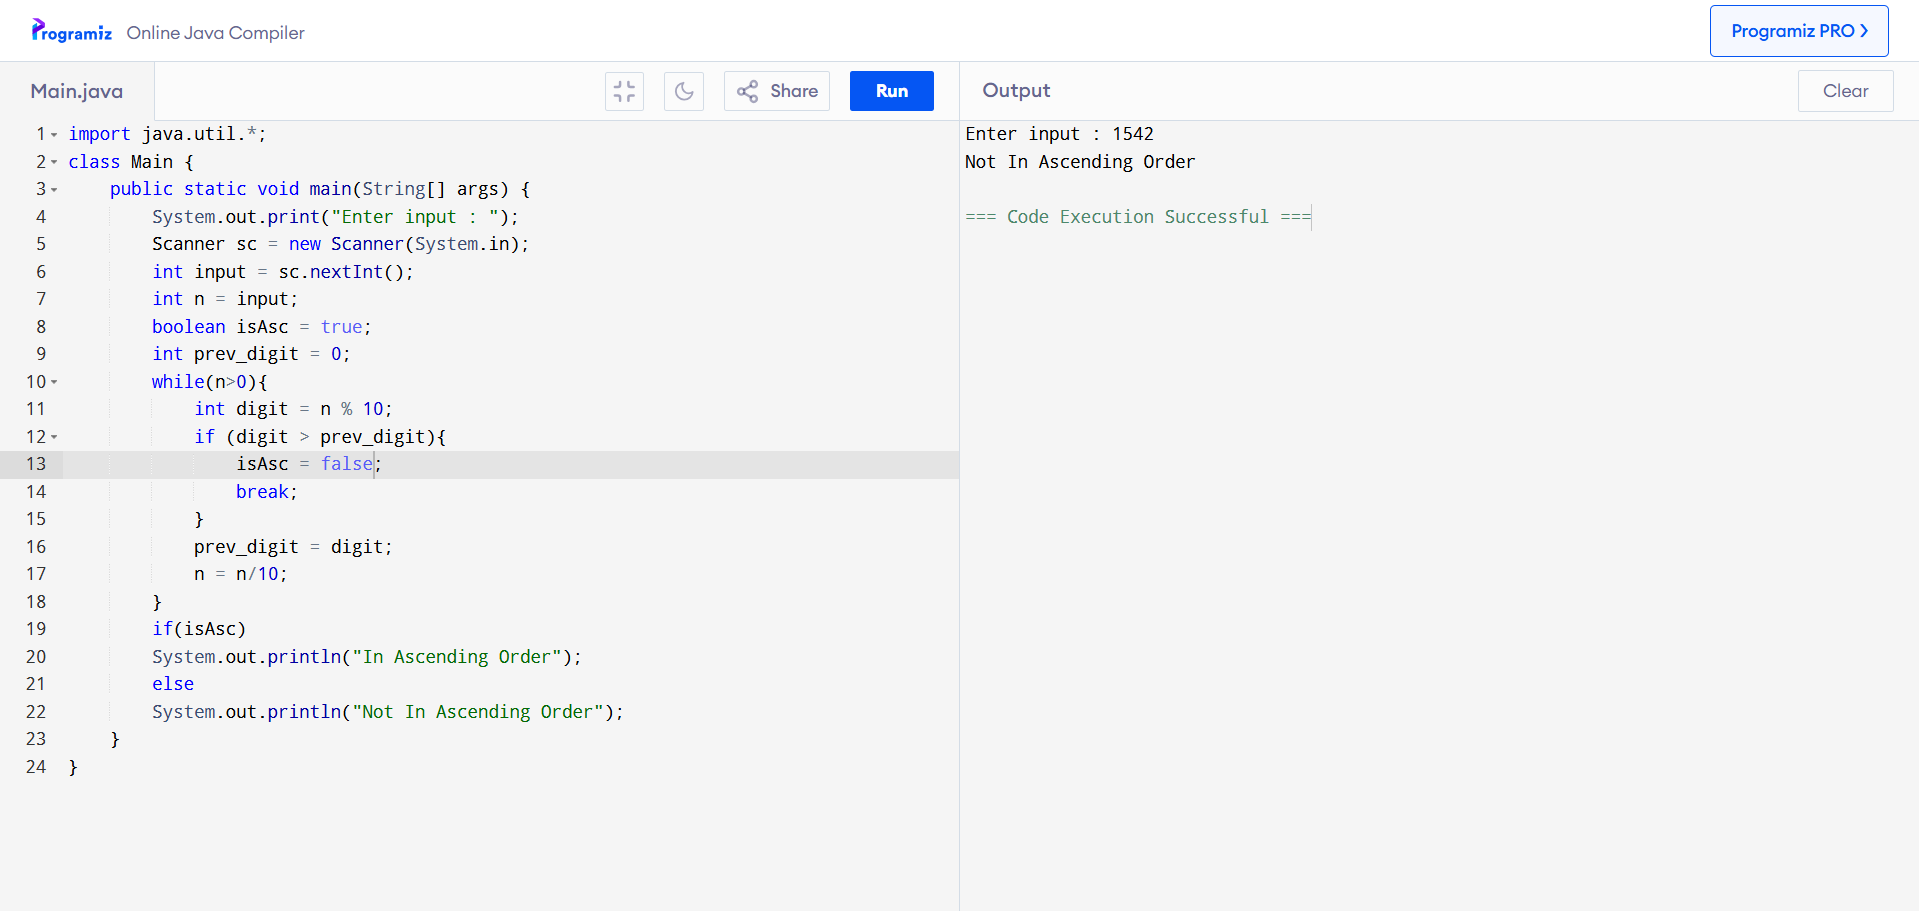 Programiz Online Java Compiler
Programiz PRO >
Main.java
Share
Run
Output
Clear
1 import java.util.*;
2 class Main {
3     public static void main(String[] args) {
4         System.out.print("Enter input : ");
5         Scanner sc = new Scanner(System.in);
6         int input = sc.nextInt();
7         int n = input;
8         boolean isAsc = true;
9         int prev_digit = 0;
10         while(n>0){
11             int digit = n % 10;
12             if (digit > prev_digit){
13                 isAsc = false;
14                 break;
15             }
16             prev_digit = digit;
17             n = n/10;
18         }
19         if(isAsc)
20         System.out.println("In Ascending Order");
21         else
22         System.out.println("Not In Ascending Order");
23     }
24 }
Enter input : 1542
Not In Ascending Order
=== Code Execution Successful ===